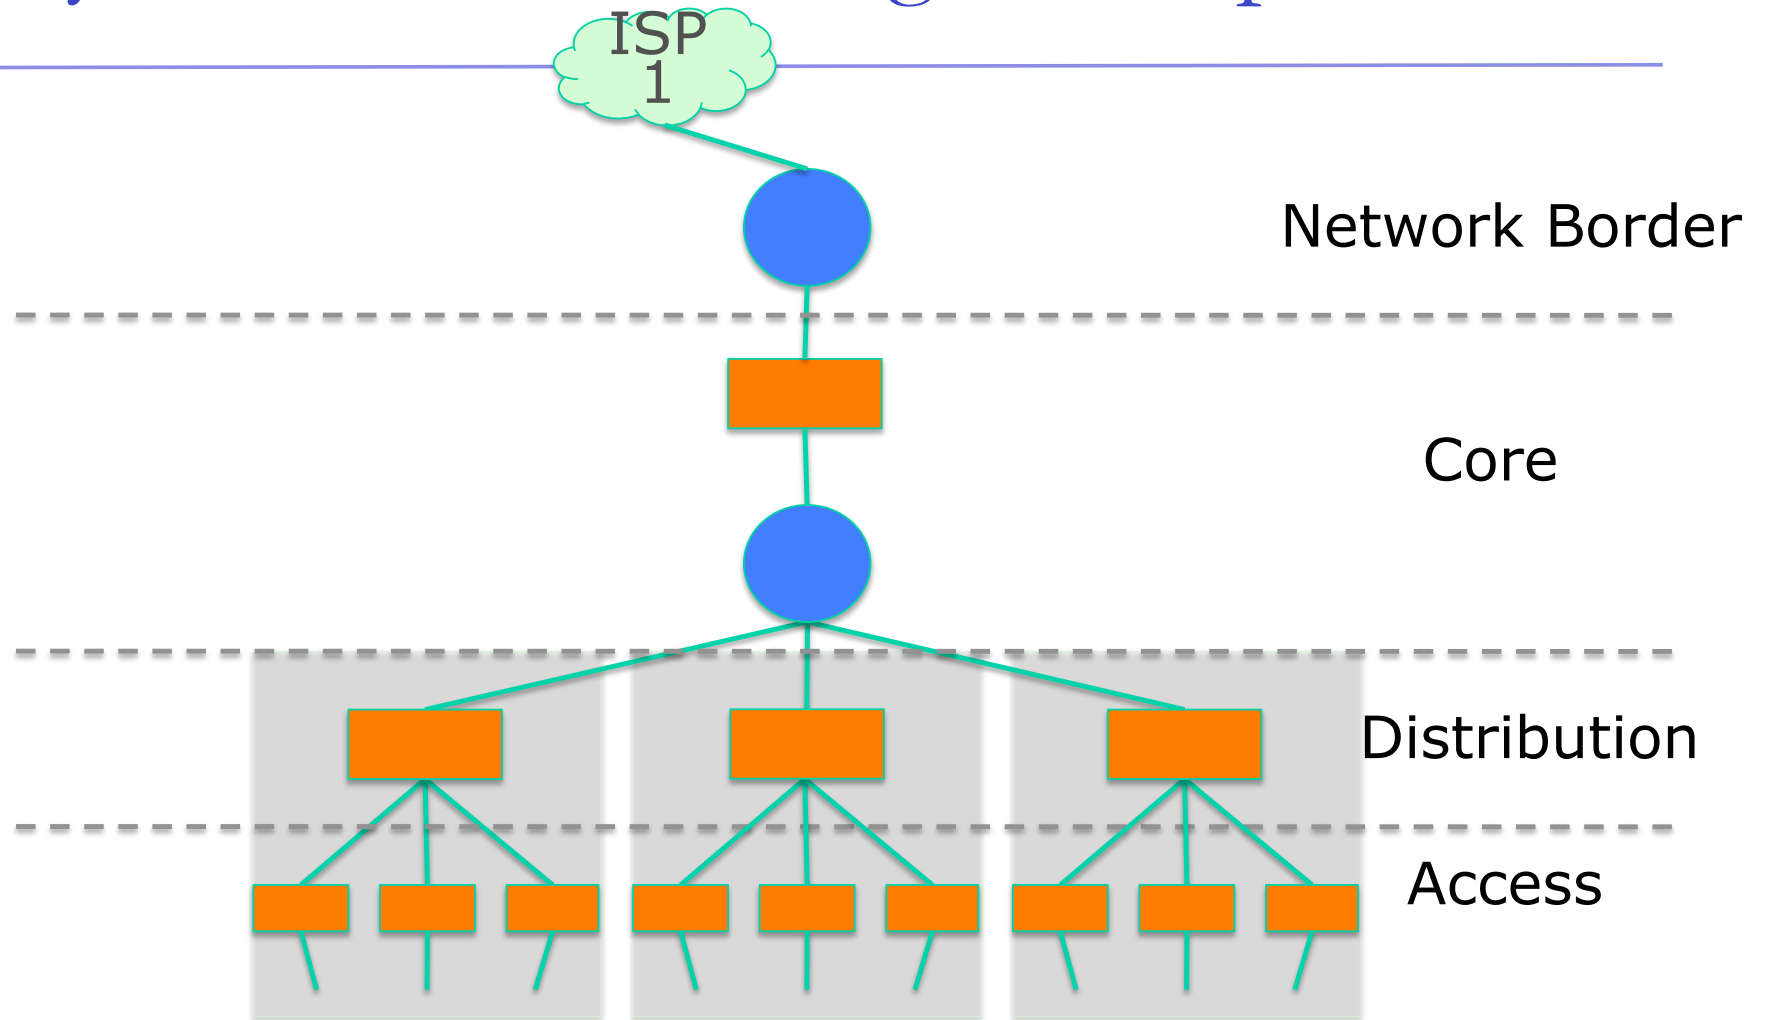 ISP
1
Network Border
Core
Distribution
Access